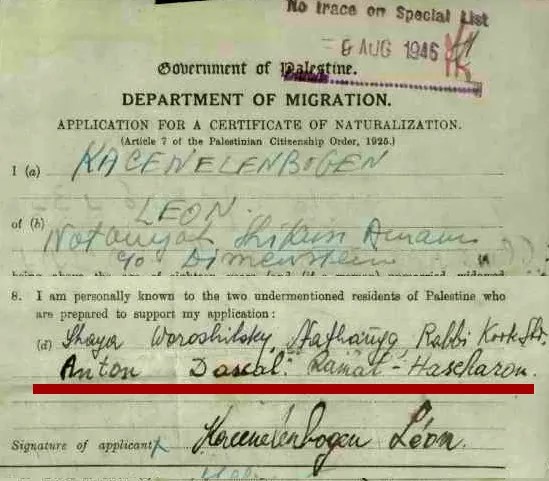 No trace on Special List
- 6 AUG 1946
Government of Palestine.
DEPARTMENT OF MIGRATION.
APPLICATION FOR A CERTIFICATE OF NATURALIZATION.
(Article 7 of the Palestinian Citizenship Order, 1925.)
I (a) KACENELENBOGEN
LEON.
of (b) Natanyah Shikun Amami
c/o Dimenstein
8. I am personally known to the two undermentioned residents of Palestine who
are prepared to support my application :
(d) Shaya Woroshilsky, Nathanya, Rabbi Kook Str.
Anton Dascal. Ramat-Hascharon.
Signature of applicant Kacenelenbogen Léon.